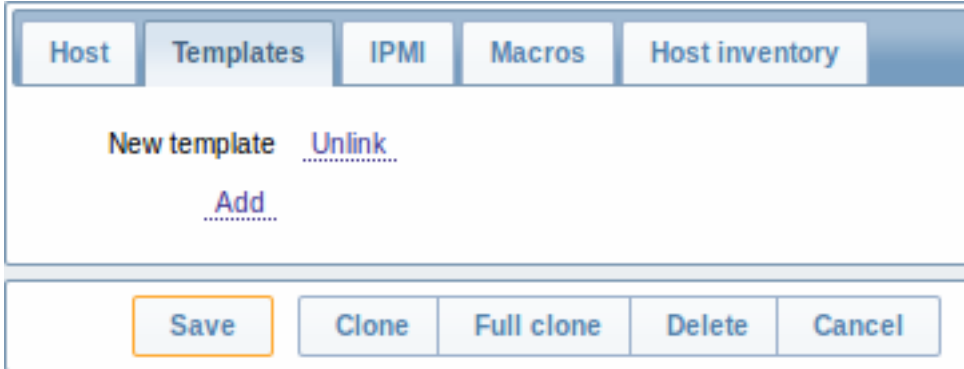 Host Templates IPMI Macros Host inventory
New template Unlink
Add
Save Clone Full clone Delete Cancel